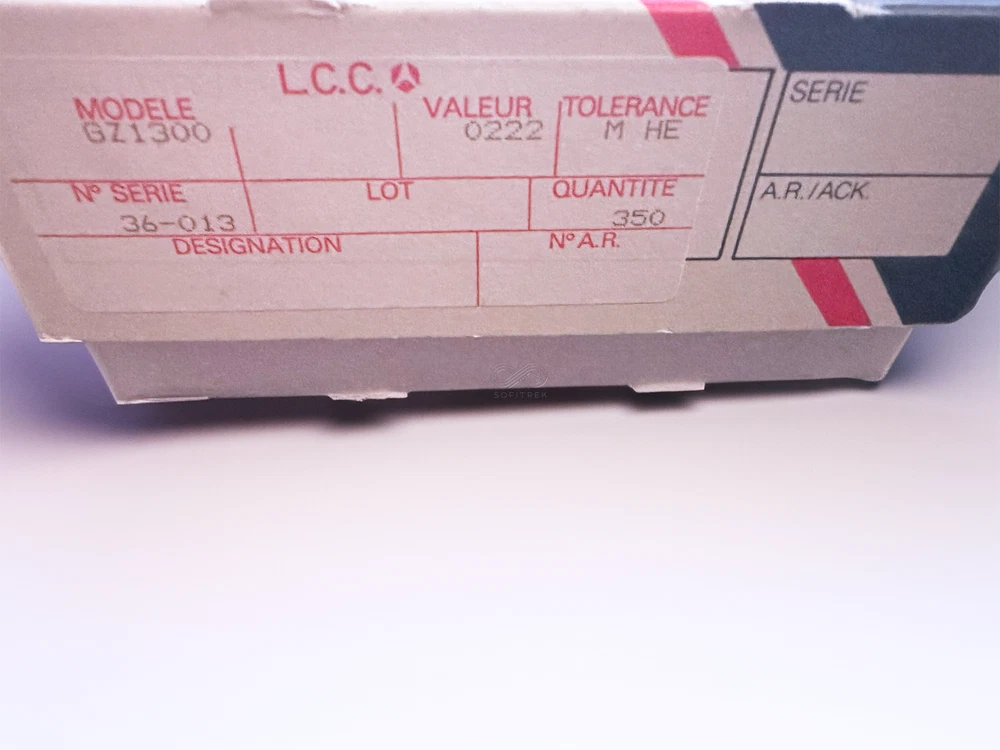 L.C.C.
MODELE
GZ1300
VALEUR
0222
TOLERANCE
M HE
SERIE
Nº SERIE
36-013
LOT
QUANTITE
350
A.R./ACK.
DESIGNATION
Nº A.R.
SOFITREK